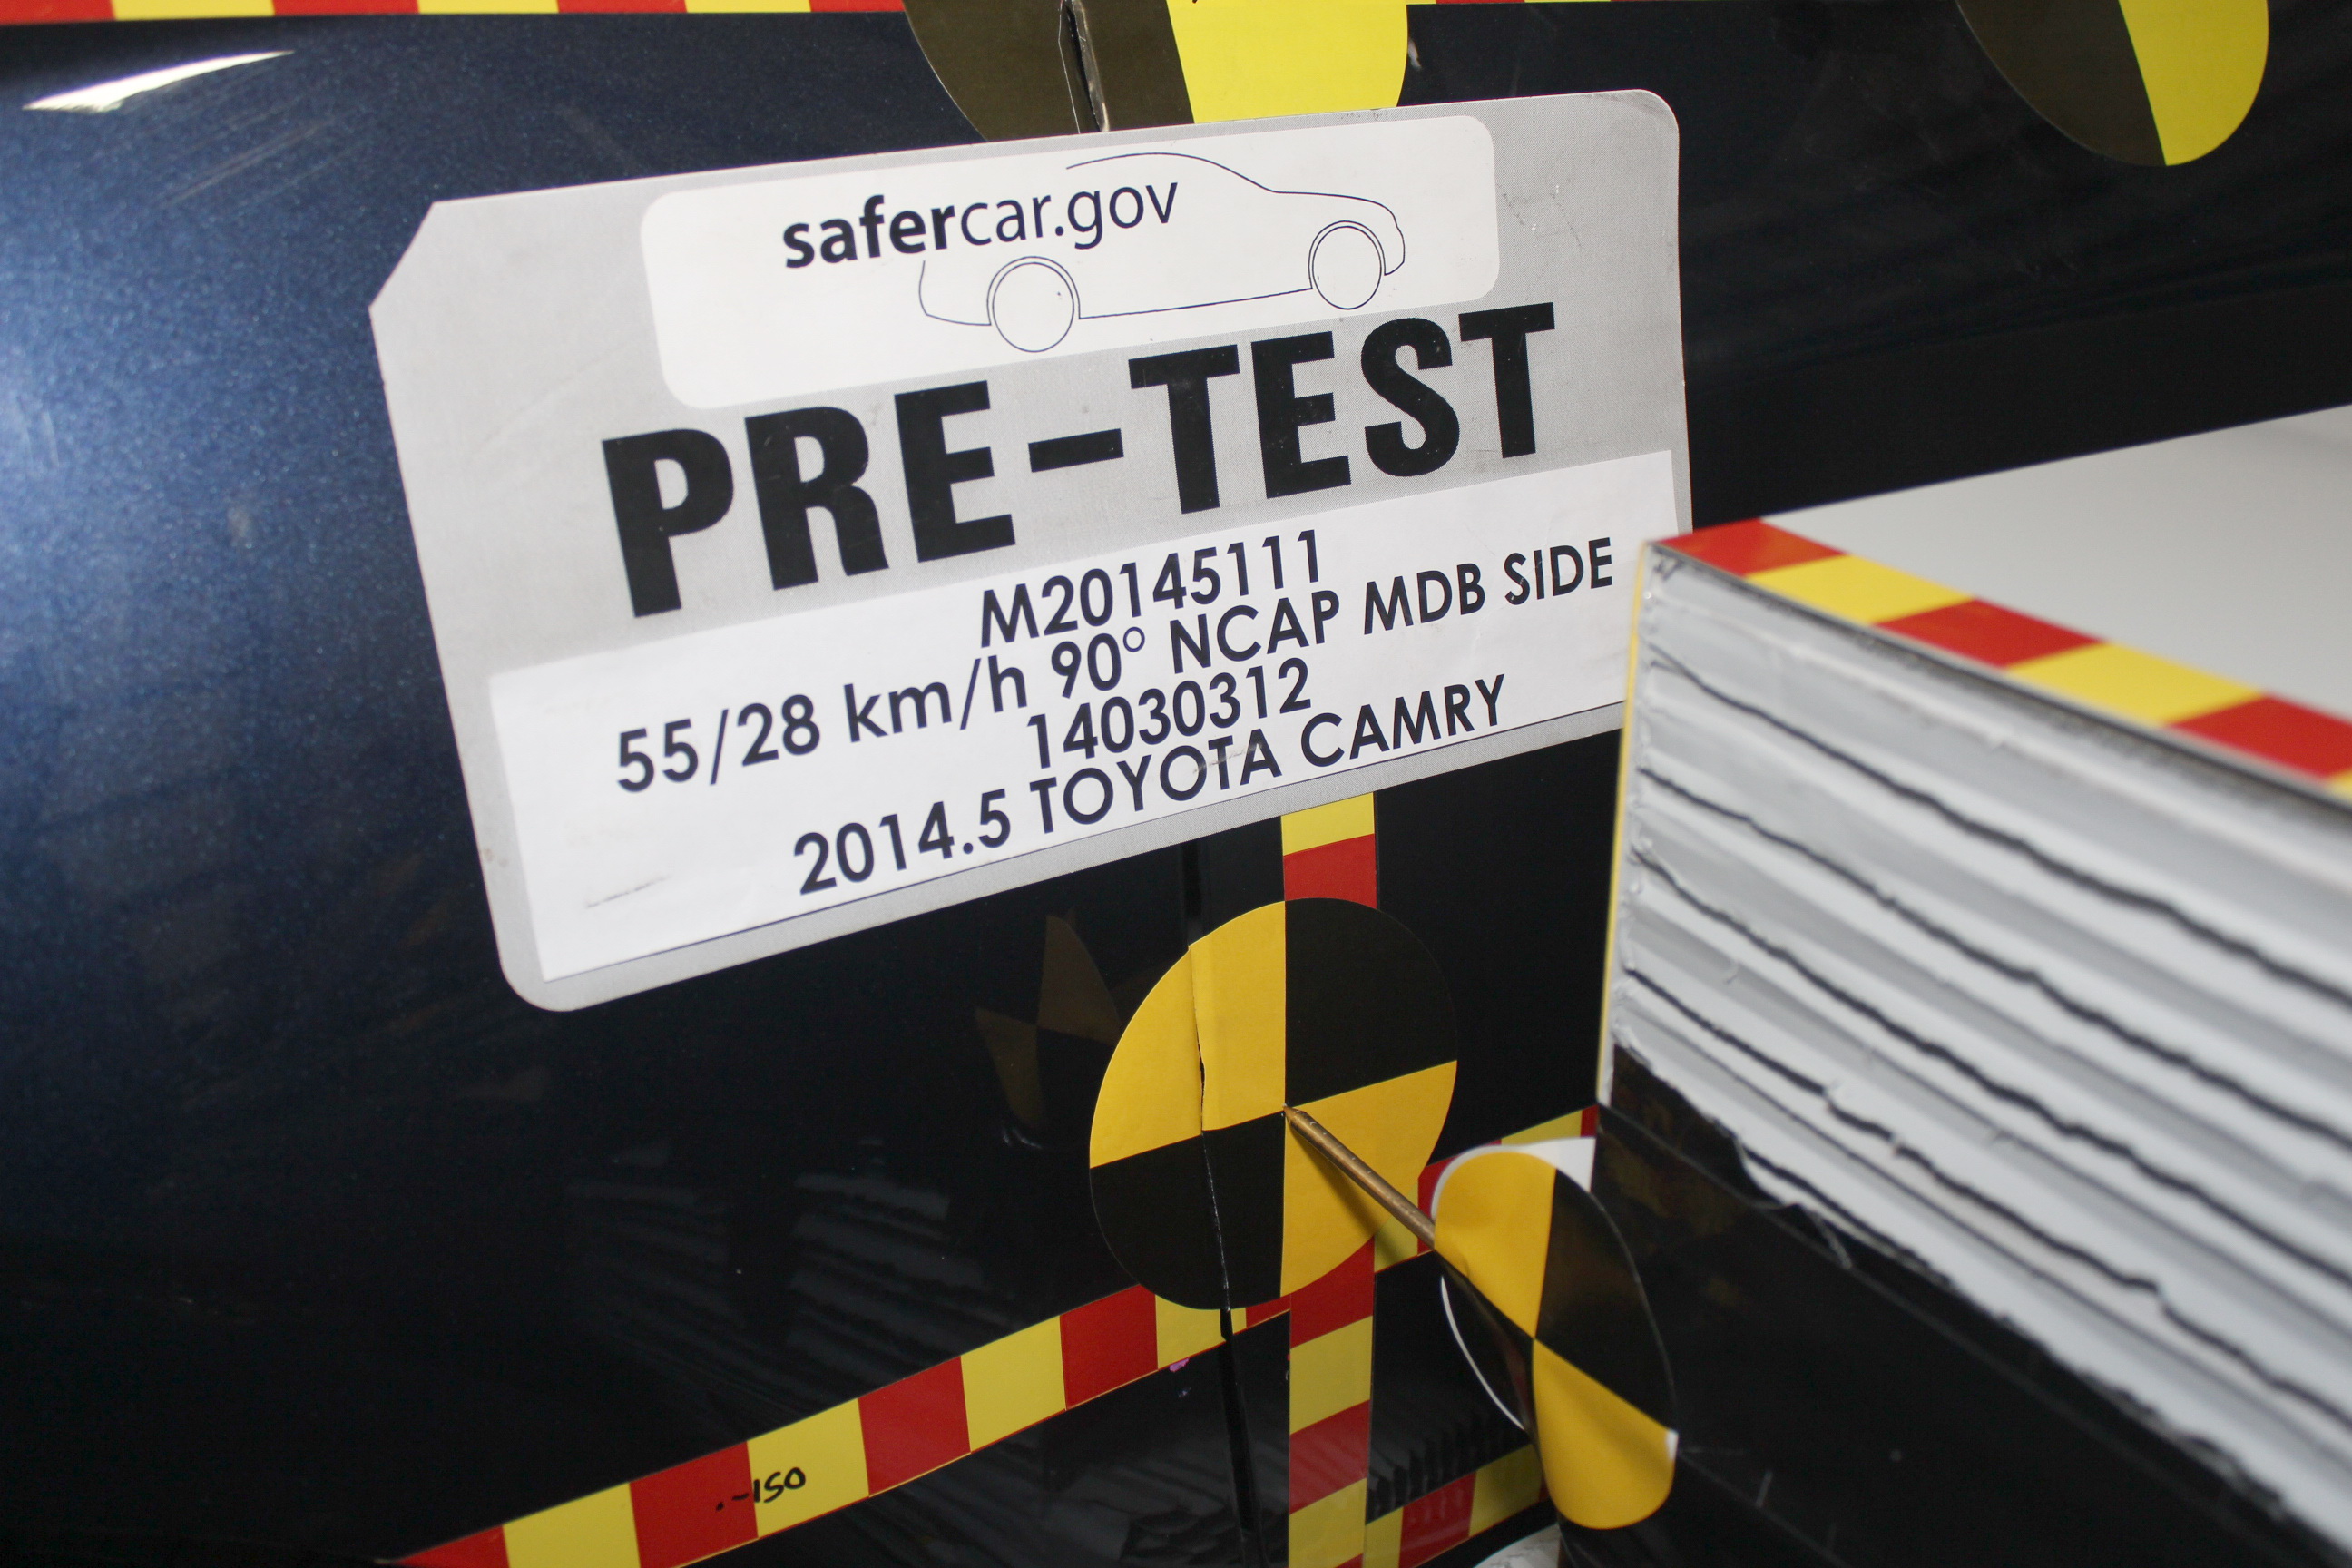 safercar.gov
PRE-TEST
M20145111
55/28 km/h 90° NCAP MDB SIDE
14030312
2014.5 TOYOTA CAMRY
-150